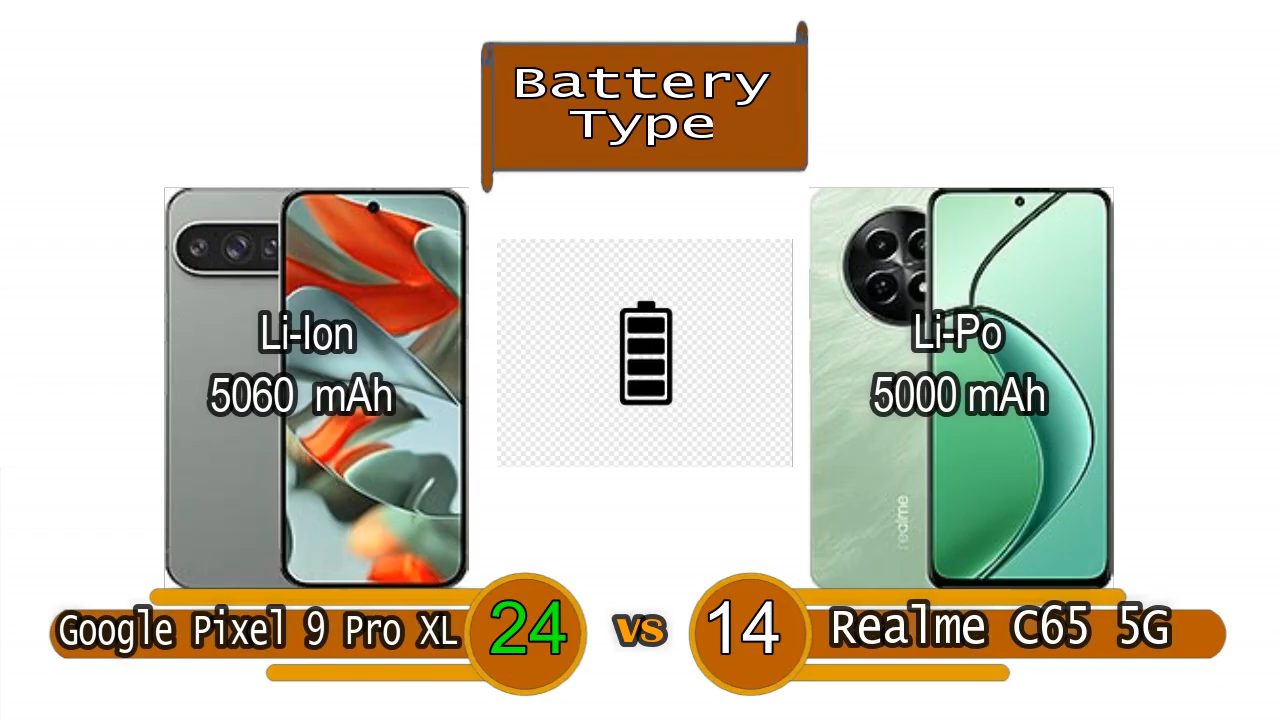 Battery
Type
Li-Ion
5060 mAh
Li-Po
5000 mAh
realme
Google Pixel 9 Pro XL
24
vs
14
Realme C65 5G